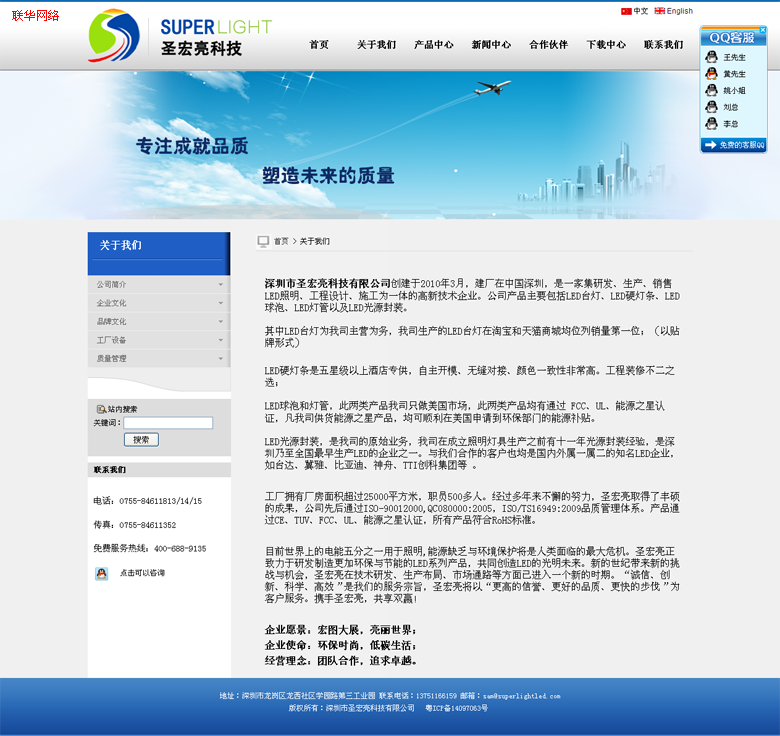 联华网络
SUPERLIGHT
圣宏亮科技
中文 English
首页 关于我们 产品中心 新闻中心 合作伙伴 下载中心 联系我们
QQ客服
王先生
黄先生
姚小姐
刘总
李总
免费的客服QQ
专注成就品质
塑造未来的质量
关于我们
公司简介
企业文化
品牌文化
工厂设备
质量管理
站内搜索
关键词：
搜索
联系我们
电话：0755-84611813/14/15
传真：0755-84611352
免费服务热线：400-688-9135
点击可以咨询
首页 > 关于我们
深圳市圣宏亮科技有限公司创建于2010年3月，建厂在中国深圳，是一家集研发、生产、销售
LED照明、工程设计、施工为一体的高新技术企业。公司产品主要包括LED台灯、LED硬灯条、LED
球泡、LED灯管以及LED光源封装。
其中LED台灯为我司主营为务，我司生产的LED台灯在淘宝和天猫商城均位列销量第一位；（以贴
牌形式）
LED硬灯条是五星级以上酒店专供，自主开模、无缝对接、颜色一致性非常高。工程装修不二之
选；
LED球泡和灯管，此两类产品我司只做美国市场，此两类产品均有通过 FCC、UL、能源之星认
证，凡我司供货能源之星产品，均可顺利在美国申请到环保部门的能源补贴。
LED光源封装，是我司的原始业务，我司在成立照明灯具生产之前有十一年光源封装经验，是深
圳乃至全国最早生产LED的企业之一。与我们合作的客户也均是国内外属一属二的知名LED企业，
如台达、冀雅、比亚迪、神舟、TTI创科集团等 。
工厂拥有厂房面积超过25000平方米，职员500多人。经过多年来不懈的努力，圣宏亮取得了丰硕
的成果，公司先后通过ISO-90012000,QC080000:2005，ISO/TS16949:2009品质管理体系。产品通
过CE、TUV、FCC、UL、能源之星认证，所有产品符合RoHS标准。
目前世界上的电能五分之一用于照明,能源缺乏与环境保护将是人类面临的最大危机。圣宏亮正
致力于研发制造更加环保与节能的LED系列产品，共同创造LED的光明未来。新的世纪带来新的挑
战与机会，圣宏亮在技术研发、生产布局、市场通路等方面已进入一个新的时期。“诚信、创
新、科学、高效 ”是我们的服务宗旨，圣宏亮将以 “更高的信誉、更好的品质、更快的步伐 ”为
客户服务。携手圣宏亮，共享双赢!
企业愿景：宏图大展，亮丽世界；
企业使命：环保时尚，低碳生活；
经营理念：团队合作，追求卓越。
地址：深圳市龙岗区龙西社区学园路第三工业园 联系电话：13751166159 邮箱：sam@superlightled.com
版权所有：深圳市圣宏亮科技有限公司 粤ICP备14097063号